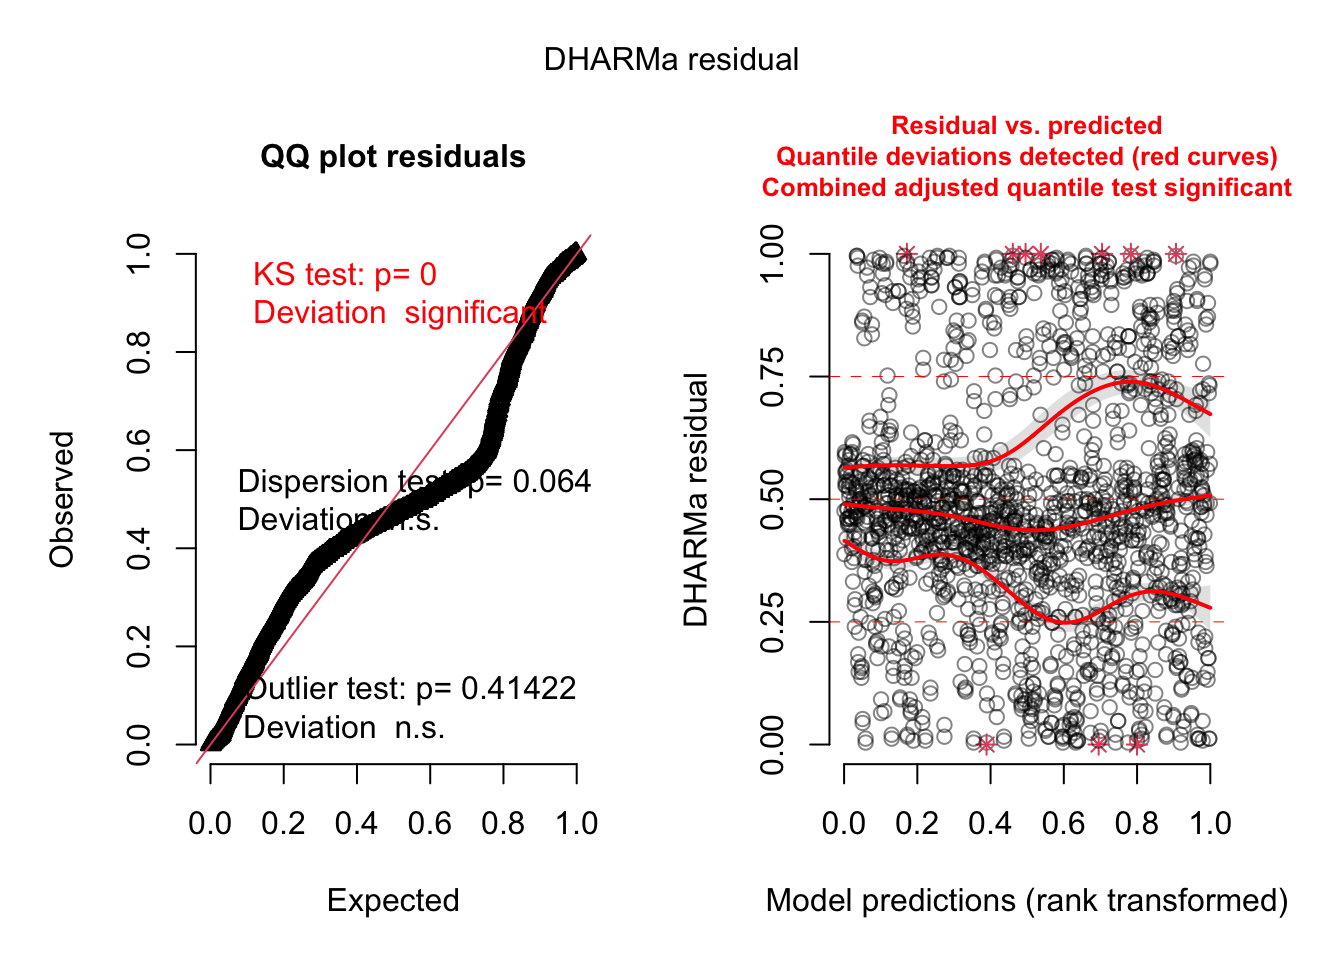 DHARMa residual
QQ plot residuals
KS test: p= 0
Deviation  significant
Dispersion test: p= 0.064
Deviation  n.s.
Outlier test: p= 0.41422
Deviation  n.s.
Observed
0.0 0.2 0.4 0.6 0.8 1.0
0.0 0.2 0.4 0.6 0.8 1.0
Expected
Residual vs. predicted
Quantile deviations detected (red curves)
Combined adjusted quantile test significant
DHARMa residual
0.00 0.25 0.50 0.75 1.00
0.0 0.2 0.4 0.6 0.8 1.0
Model predictions (rank transformed)